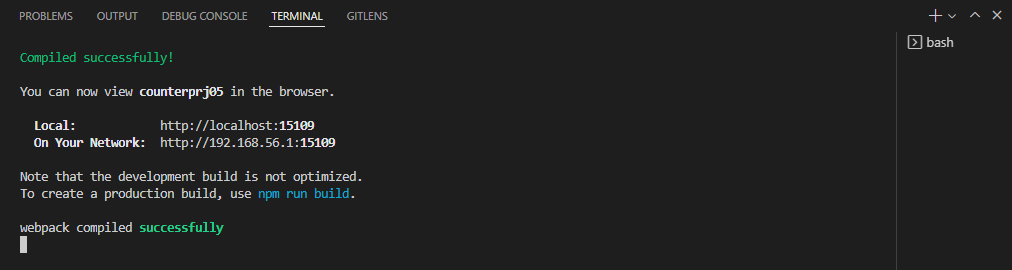 PROBLEMS OUTPUT DEBUG CONSOLE TERMINAL GITLENS
bash
Compiled successfully!
You can now view counterprj05 in the browser.
Local: http://localhost:15109
On Your Network: http://192.168.56.1:15109
Note that the development build is not optimized.
To create a production build, use npm run build.
webpack compiled successfully